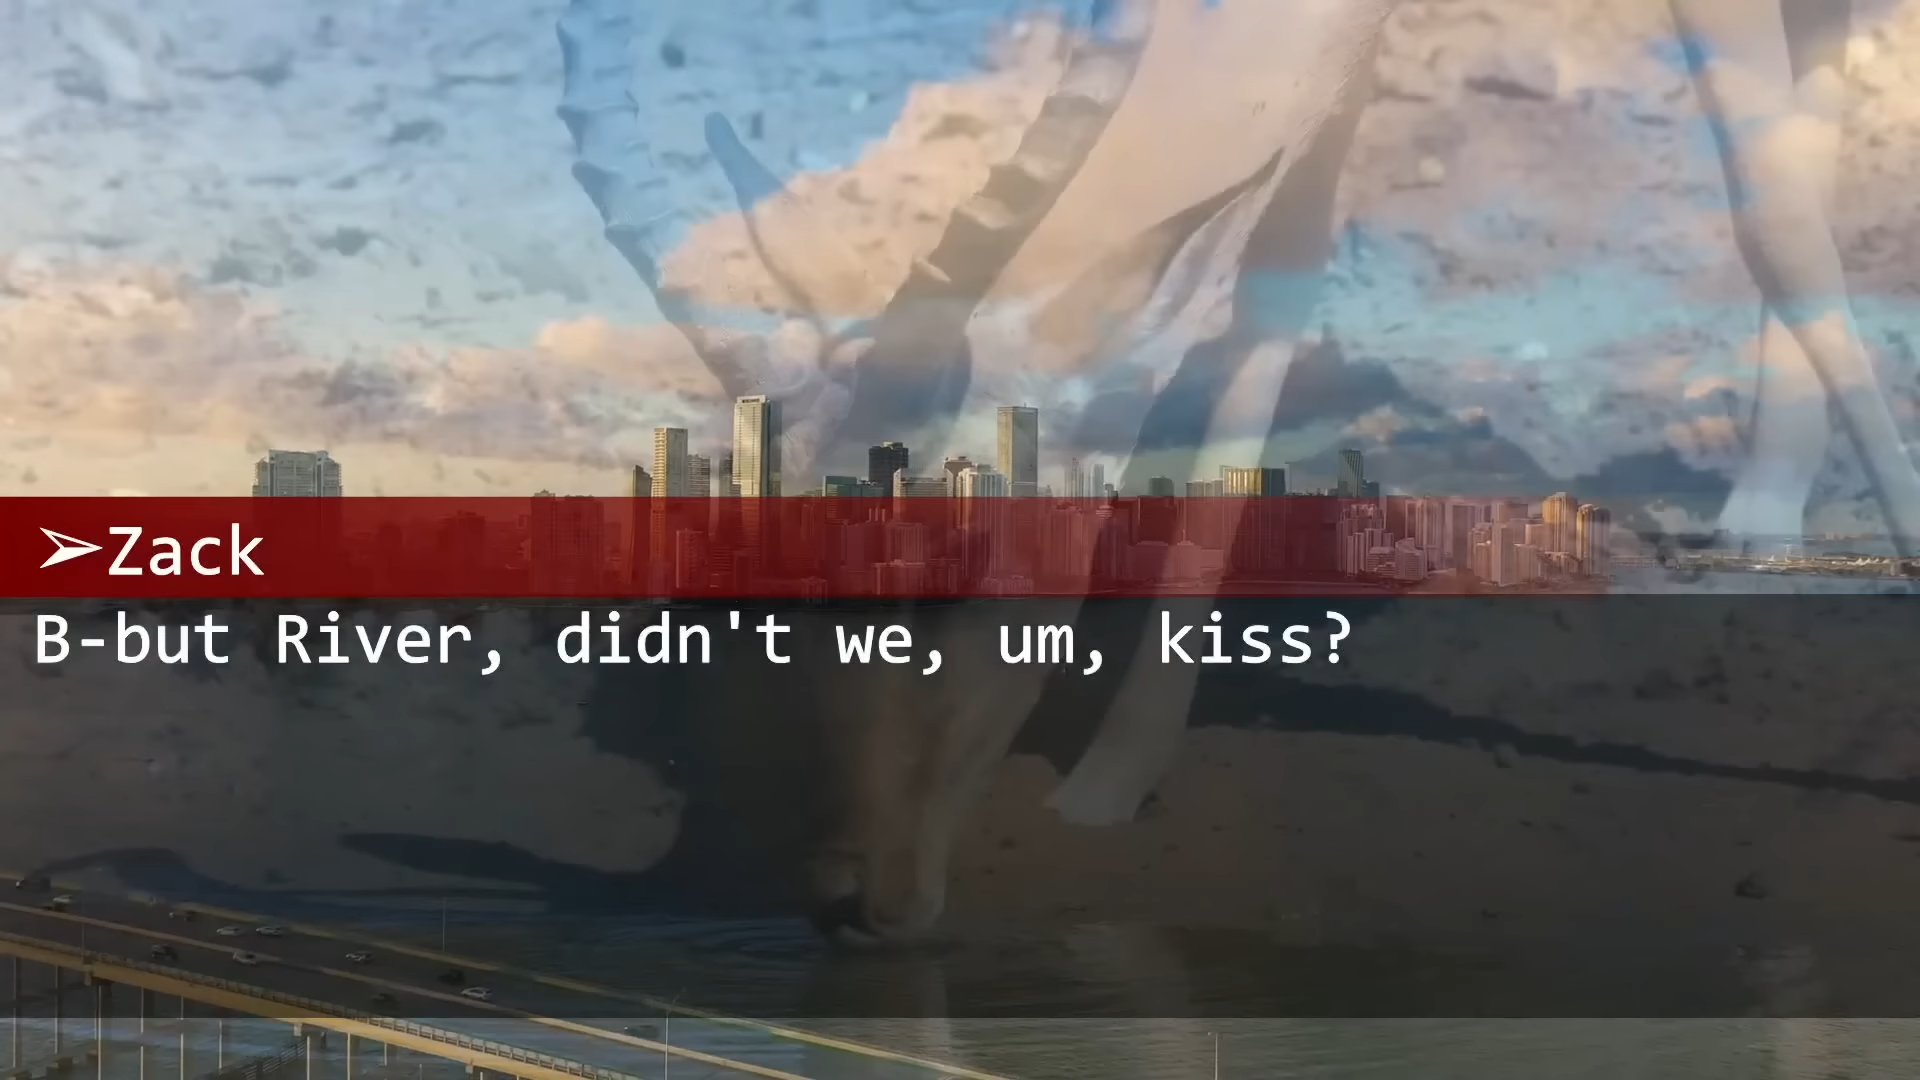 ➢Zack
B-but River, didn't we, um, kiss?